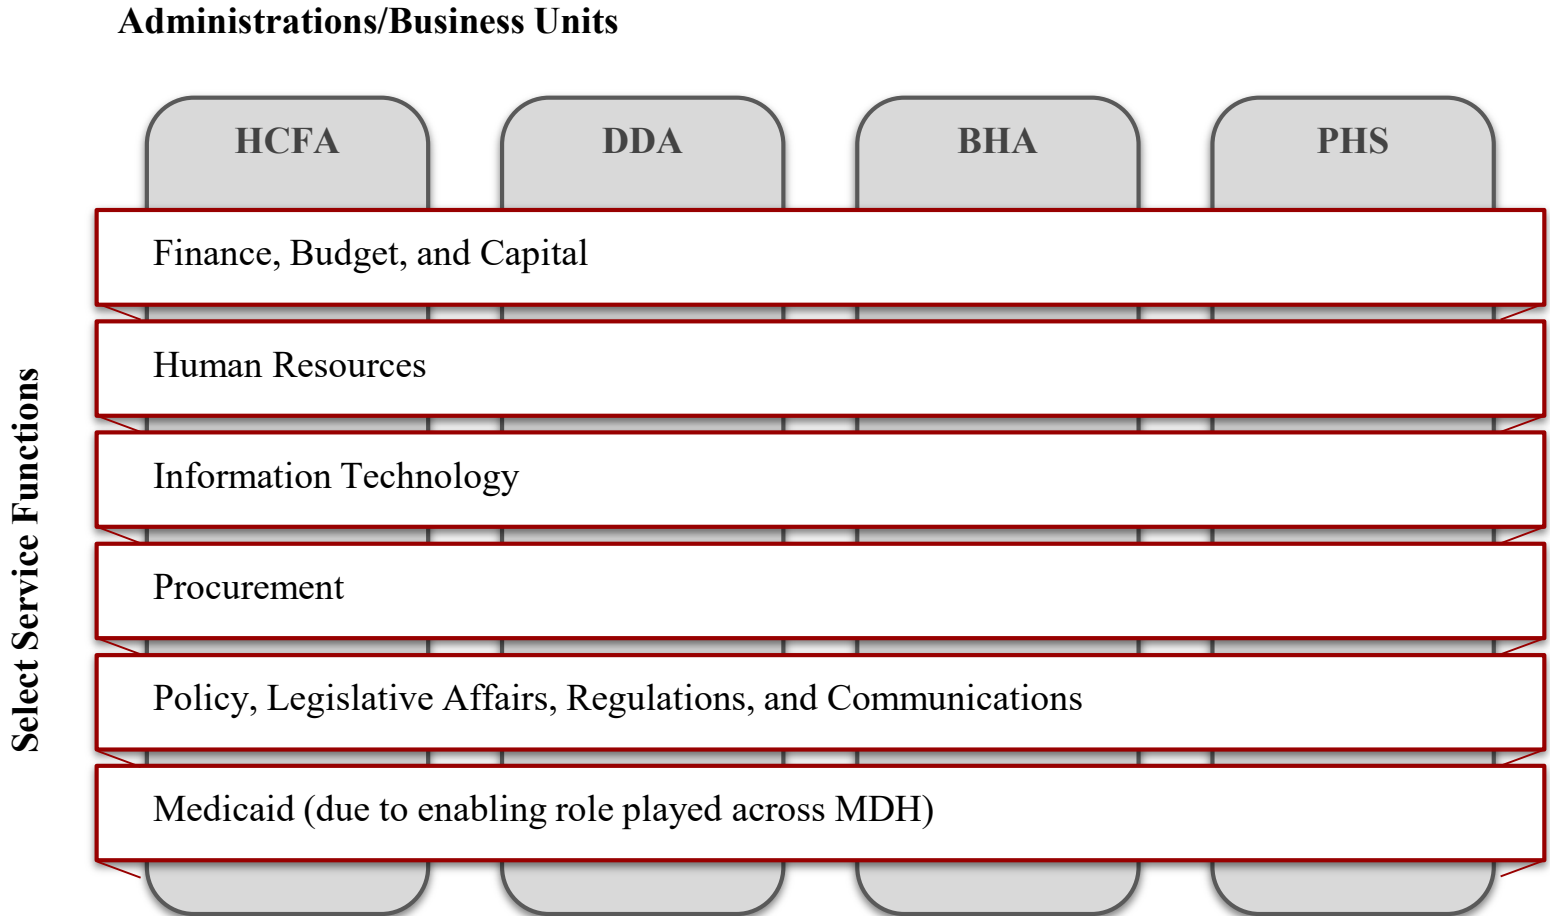 Administrations/Business Units
HCFA
DDA
BHA
PHS
Select Service Functions
Finance, Budget, and Capital
Human Resources
Information Technology
Procurement
Policy, Legislative Affairs, Regulations, and Communications
Medicaid (due to enabling role played across MDH)